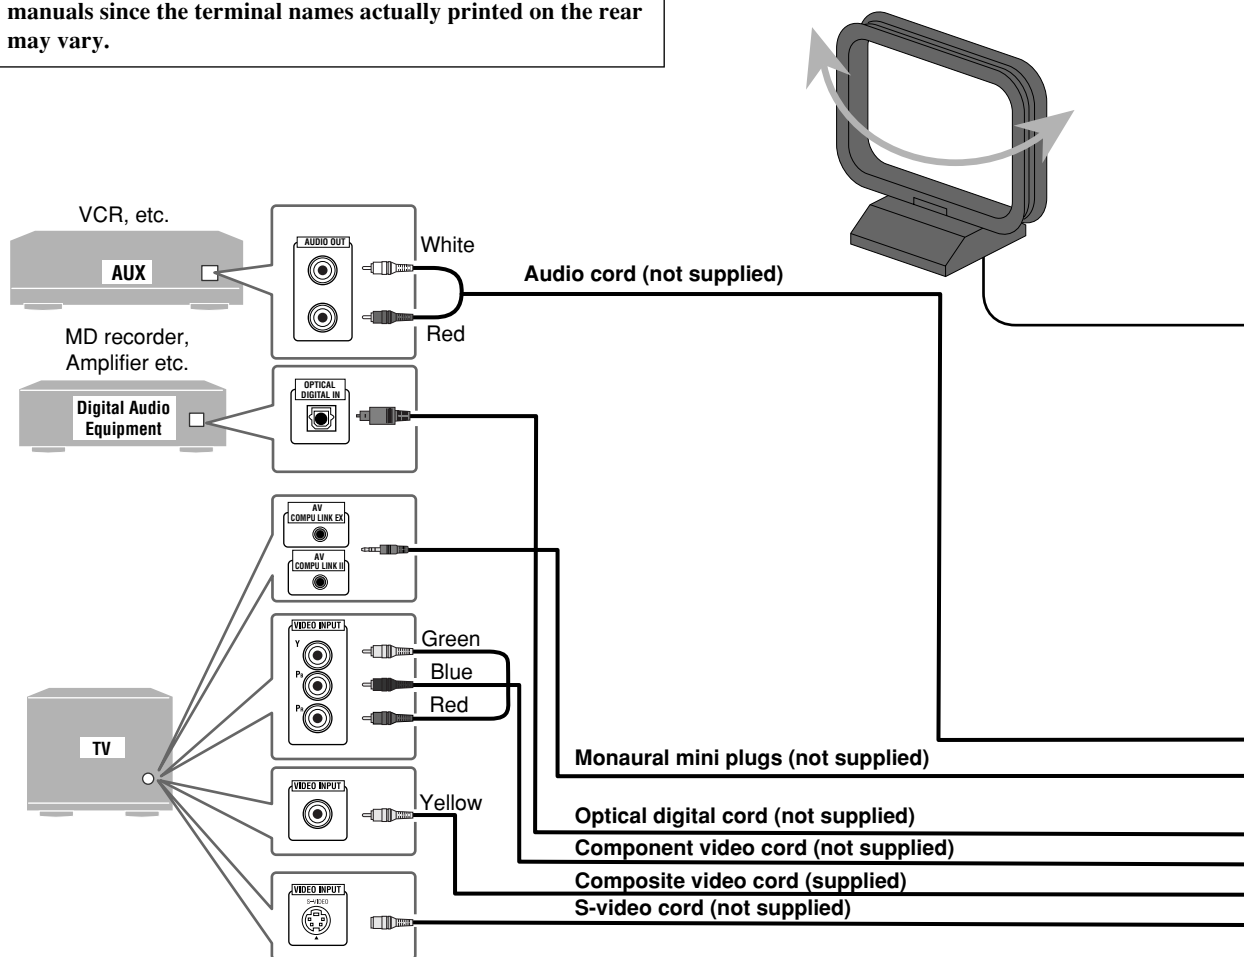 manuals since the terminal names actually printed on the rear
may vary.
VCR, etc.
AUX
AUDIO OUT
White
Red
Audio cord (not supplied)
MD recorder,
Amplifier etc.
Digital Audio
Equipment
OPTICAL
DIGITAL IN
AV
COMPU LINK EX
AV
COMPU LINK II
VIDEO INPUT
Y
PB
PR
Green
Blue
Red
TV
Monaural mini plugs (not supplied)
VIDEO INPUT
Yellow
Optical digital cord (not supplied)
Component video cord (not supplied)
Composite video cord (supplied)
VIDEO INPUT
S-VIDEO
S-video cord (not supplied)